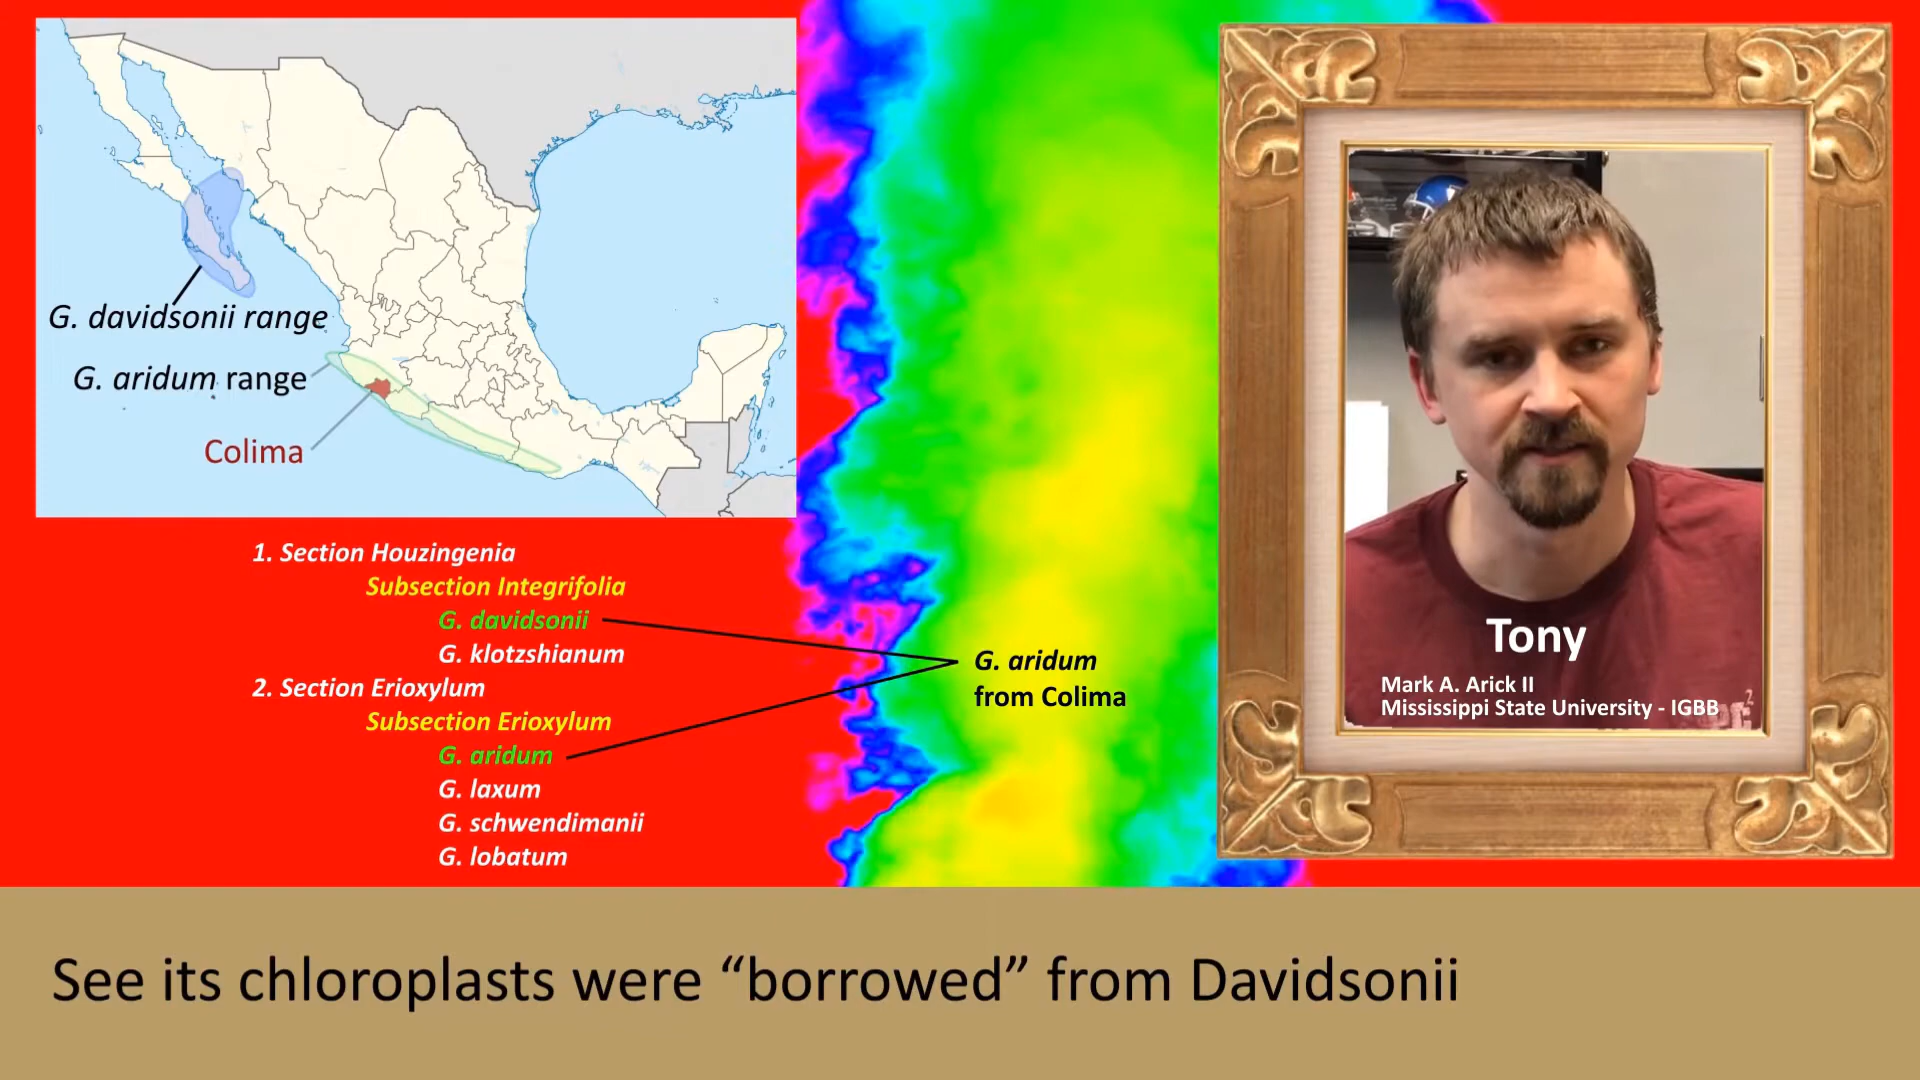 G. davidsonii range
G. aridum range
Colima
1. Section Houzingenia
Subsection Integrifolia
G. davidsonii
G. klotzshianum
2. Section Erioxylum
Subsection Erioxylum
G. aridum
G. laxum
G. schwendimanii
G. lobatum
G. aridum
from Colima
Tony
Mark A. Arick II
Mississippi State University - IGBB
See its chloroplasts were “borrowed” from Davidsonii